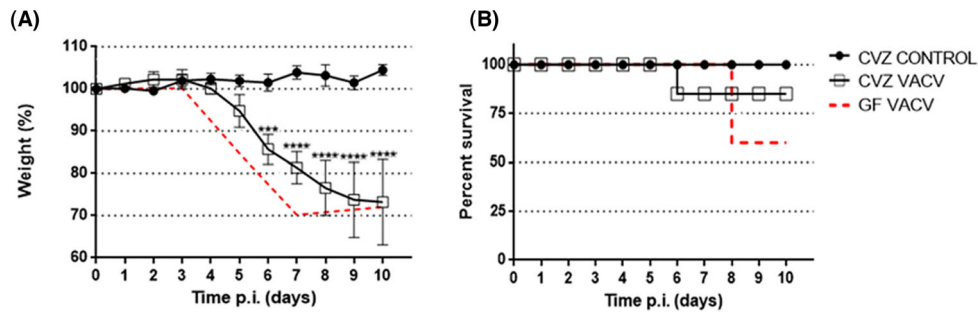 (A)
110
100
90
80
70
60
Weight (%)
***
****
****
****
****
0 1 2 3 4 5 6 7 8 9 10
Time p.i. (days)
(B)
100
75
50
25
0
Percent survival
0 1 2 3 4 5 6 7 8 9 10
Time p.i. (days)
CVZ CONTROL
CVZ VACV
GF VACV